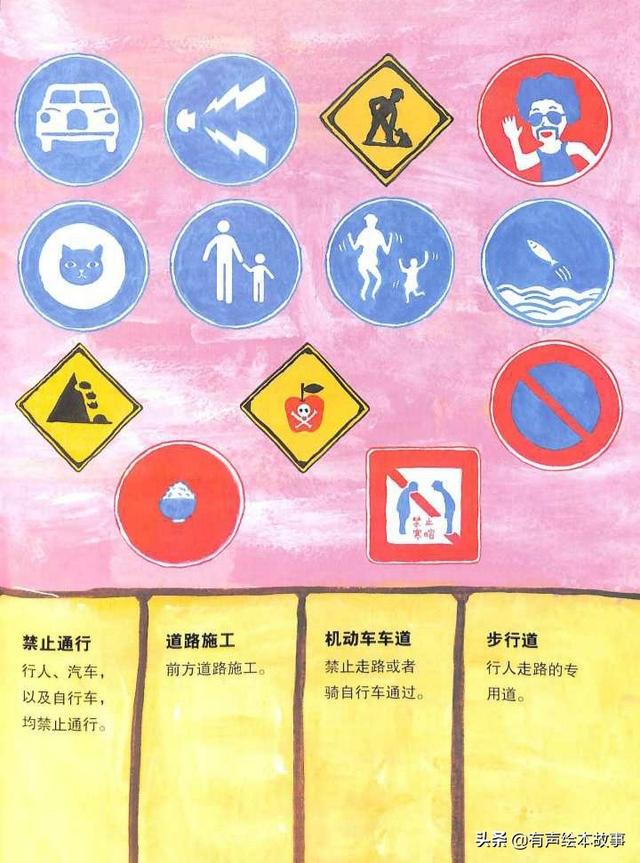 禁止
寒暄
禁止通行
行人、汽车，
以及自行车，
均禁止通行。
道路施工
前方道路施工。
机动车车道
禁止走路或者
骑自行车通过。
步行道
行人走路的专
用道。
头条 @有声绘本故事